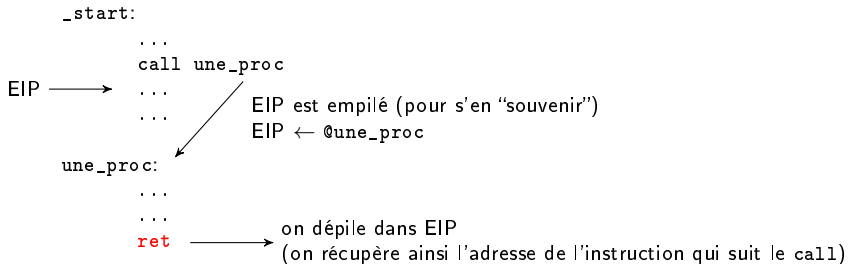 _start:
...
call une_proc
EIP
...
...
EIP est empilé (pour s'en “souvenir”)
EIP ← @une_proc
une_proc:
...
...
ret
on dépile dans EIP
(on récupère ainsi l'adresse de l'instruction qui suit le call)